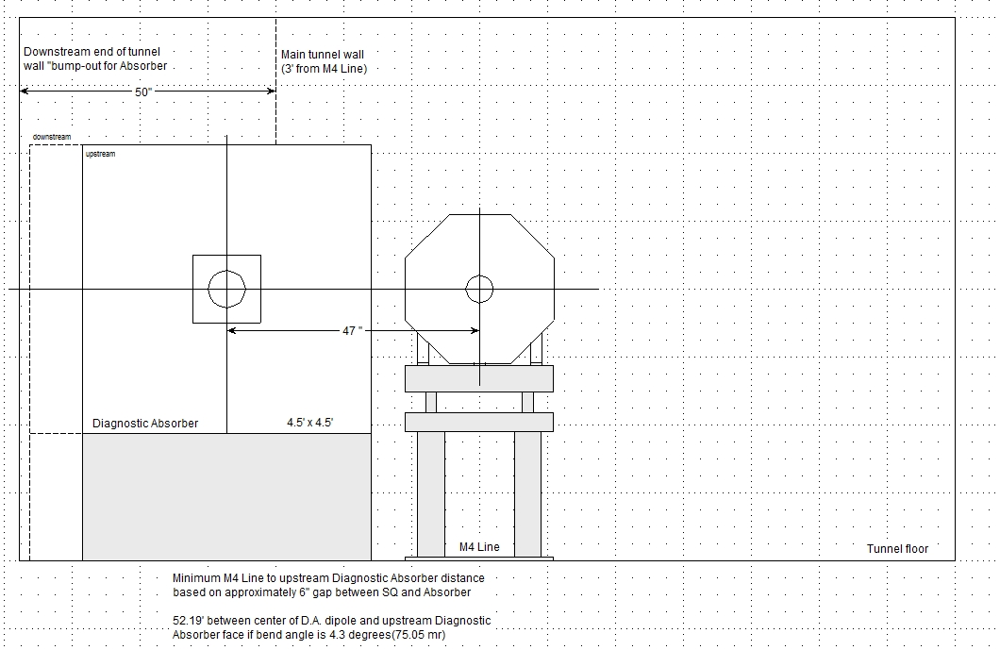 Downstream end of tunnel
wall "bump-out for Absorber
Main tunnel wall
(3' from M4 Line)
50"
downstream
upstream
47 "
Diagnostic Absorber
4.5' x 4.5'
M4 Line
Tunnel floor
Minimum M4 Line to upstream Diagnostic Absorber distance
based on approximately 6" gap between SQ and Absorber
52.19' between center of D.A. dipole and upstream Diagnostic
Absorber face if bend angle is 4.3 degrees(75.05 mr)